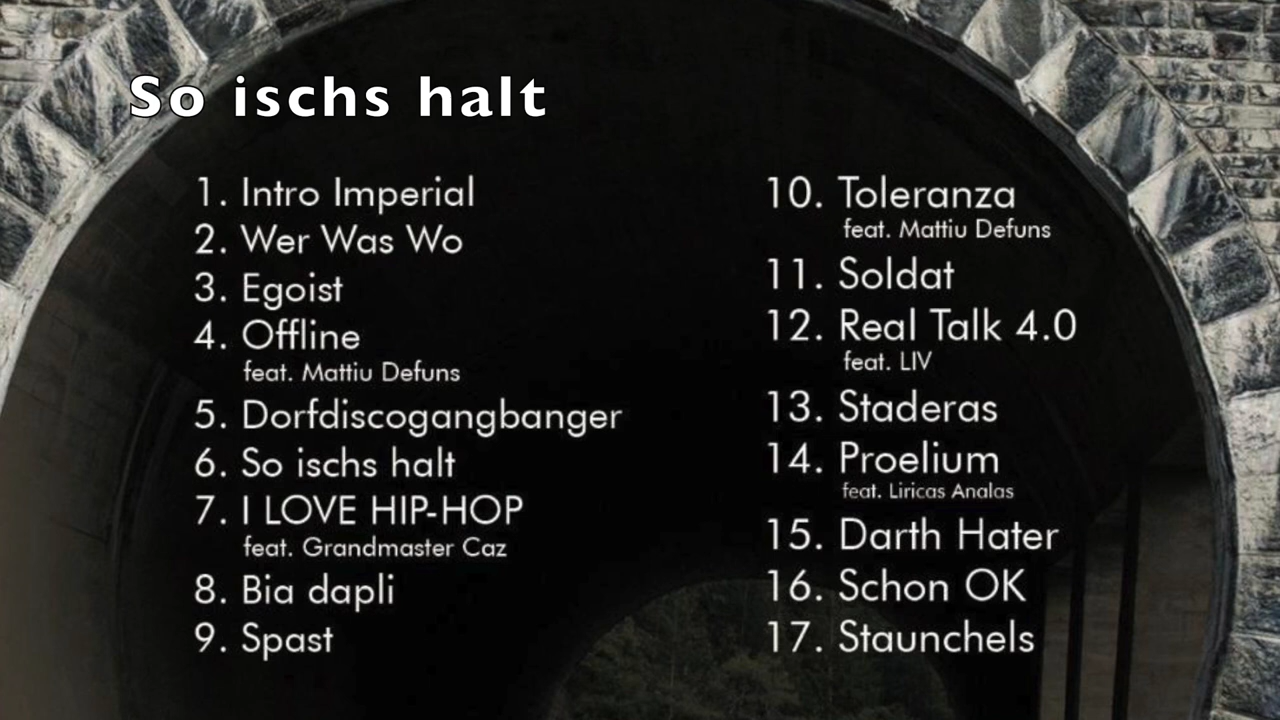 So ischs halt
1. Intro Imperial
2. Wer Was Wo
3. Egoist
4. Offline
feat. Mattiu Defuns
5. Dorfdiscogangbanger
6. So ischs halt
7. I LOVE HIP-HOP
feat. Grandmaster Caz
8. Bia dapli
9. Spast
10. Toleranza
feat. Mattiu Defuns
11. Soldat
12. Real Talk 4.0
feat. LIV
13. Staderas
14. Proelium
feat. Liricas Analas
15. Darth Hater
16. Schon OK
17. Staunchels